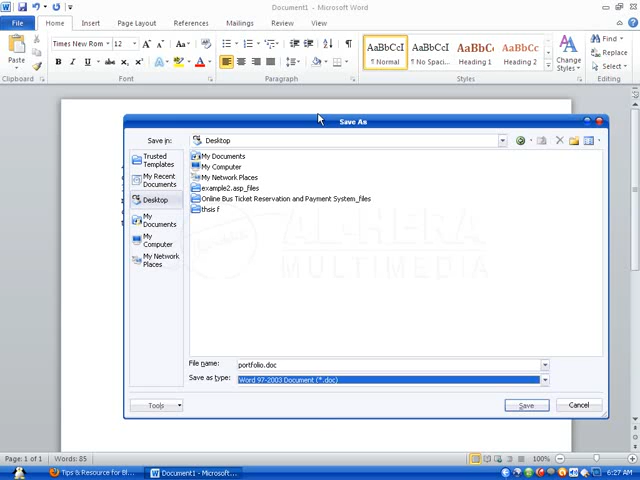 Document1 - Microsoft Word
File Home Insert Page Layout References Mailings Review View
Times New Rom 12
Paste
AaBbCcI AaBbCcI AaBbCc AaBbCc
¶ Normal ¶ No Spaci... Heading 1 Heading 2
Change Styles
Find
Replace
Select
Clipboard Font Paragraph Styles Editing
Save As
Save in: Desktop
Trusted Templates
My Recent Documents
Desktop
My Documents
My Computer
My Network Places
My Documents
My Computer
My Network Places
example2.asp_files
Online Bus Ticket Reservation and Payment System_files
thsis f
ALCHERA
MULTIMEDIA
File name: portfolio.doc
Save as type: Word 97-2003 Document (*.doc)
Tools Save Cancel
Page: 1 of 1 Words: 85 100%
Tips & Resource for Bl... Document1 - Microsoft... 6:27 AM